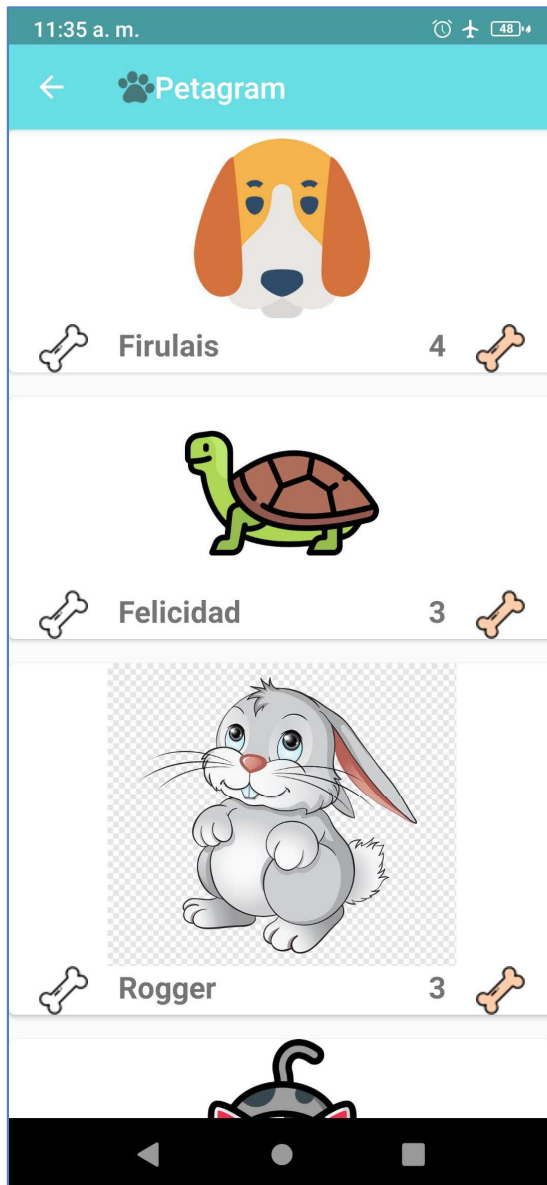 11:35 a. m. 48
Petagram
Firulais 4
Felicidad 3
Rogger 3